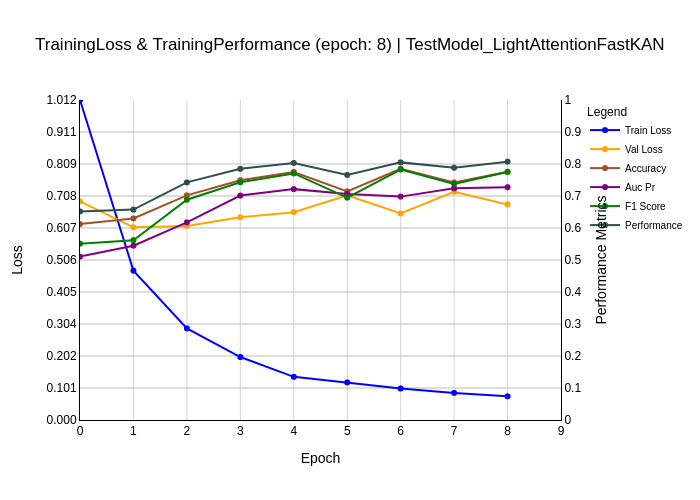 TrainingLoss & TrainingPerformance (epoch: 8) | TestModel_LightAttentionFastKAN
1.012
0.911
0.809
0.708
0.607
0.506
0.405
0.304
0.202
0.101
0.000
Loss
0 1 2 3 4 5 6 7 8 9
Epoch
1
0.9
0.8
0.7
0.6
0.5
0.4
0.3
0.2
0.1
0
Performance Metrics
Legend
Train Loss
Val Loss
Accuracy
Auc Pr
F1 Score
Performance